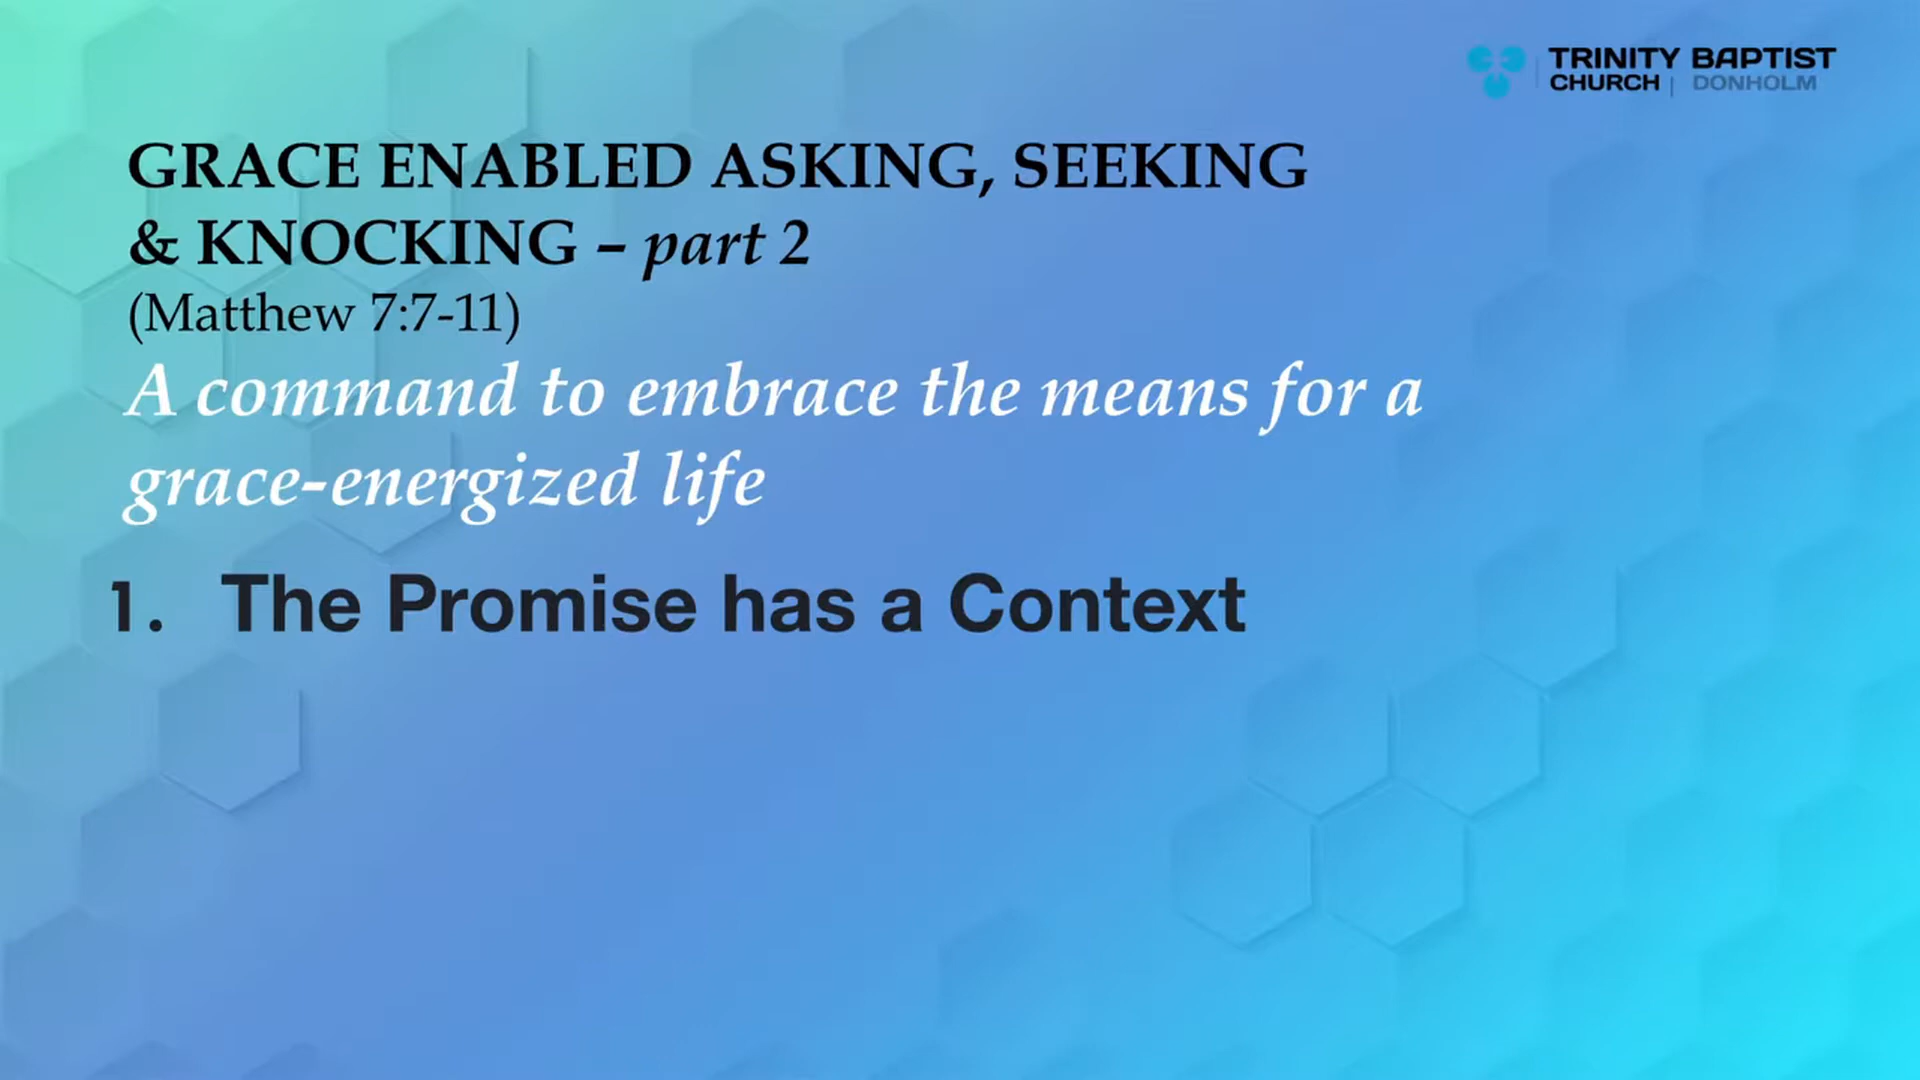 TRINITY BAPTIST
CHURCH | DONHOLM
GRACE ENABLED ASKING, SEEKING
& KNOCKING – part 2
(Matthew 7:7-11)
A command to embrace the means for a
grace-energized life
1. The Promise has a Context